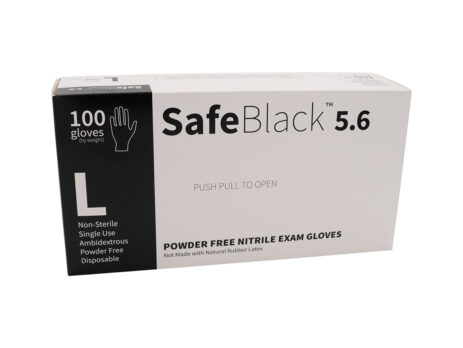 L
100
gloves
(by weight)
L
Non-Sterile
Single Use
Ambidextrous
Powder Free
Disposable
SafeBlack™ 5.6
PUSH PULL TO OPEN
POWDER FREE NITRILE EXAM GLOVES
Not Made with Natural Rubber Latex